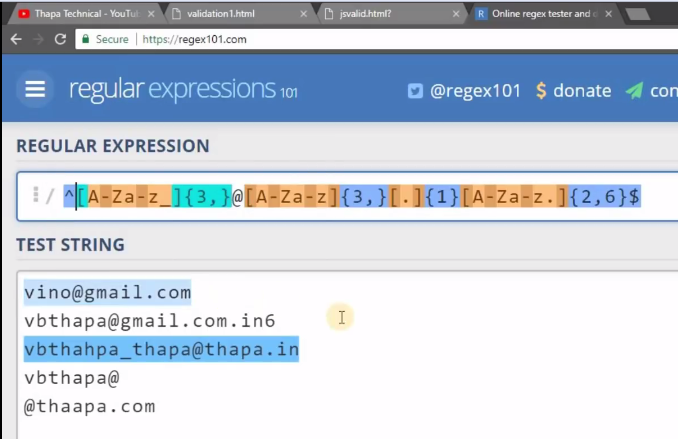 Thapa Technical - YouTu
validation1.html
jsvalid.html?
Online regex tester and d
Secure | https://regex101.com
regular expressions 101
@regex101
$ donate
con
REGULAR EXPRESSION
/ ^[A-Za-z_]{3,}@[A-Za-z]{3,}[.]{1}[A-Za-z.]{2,6}$
TEST STRING
vino@gmail.com
vbthapa@gmail.com.in6
vbthahpa_thapa@thapa.in
vbthapa@
@thaapa.com